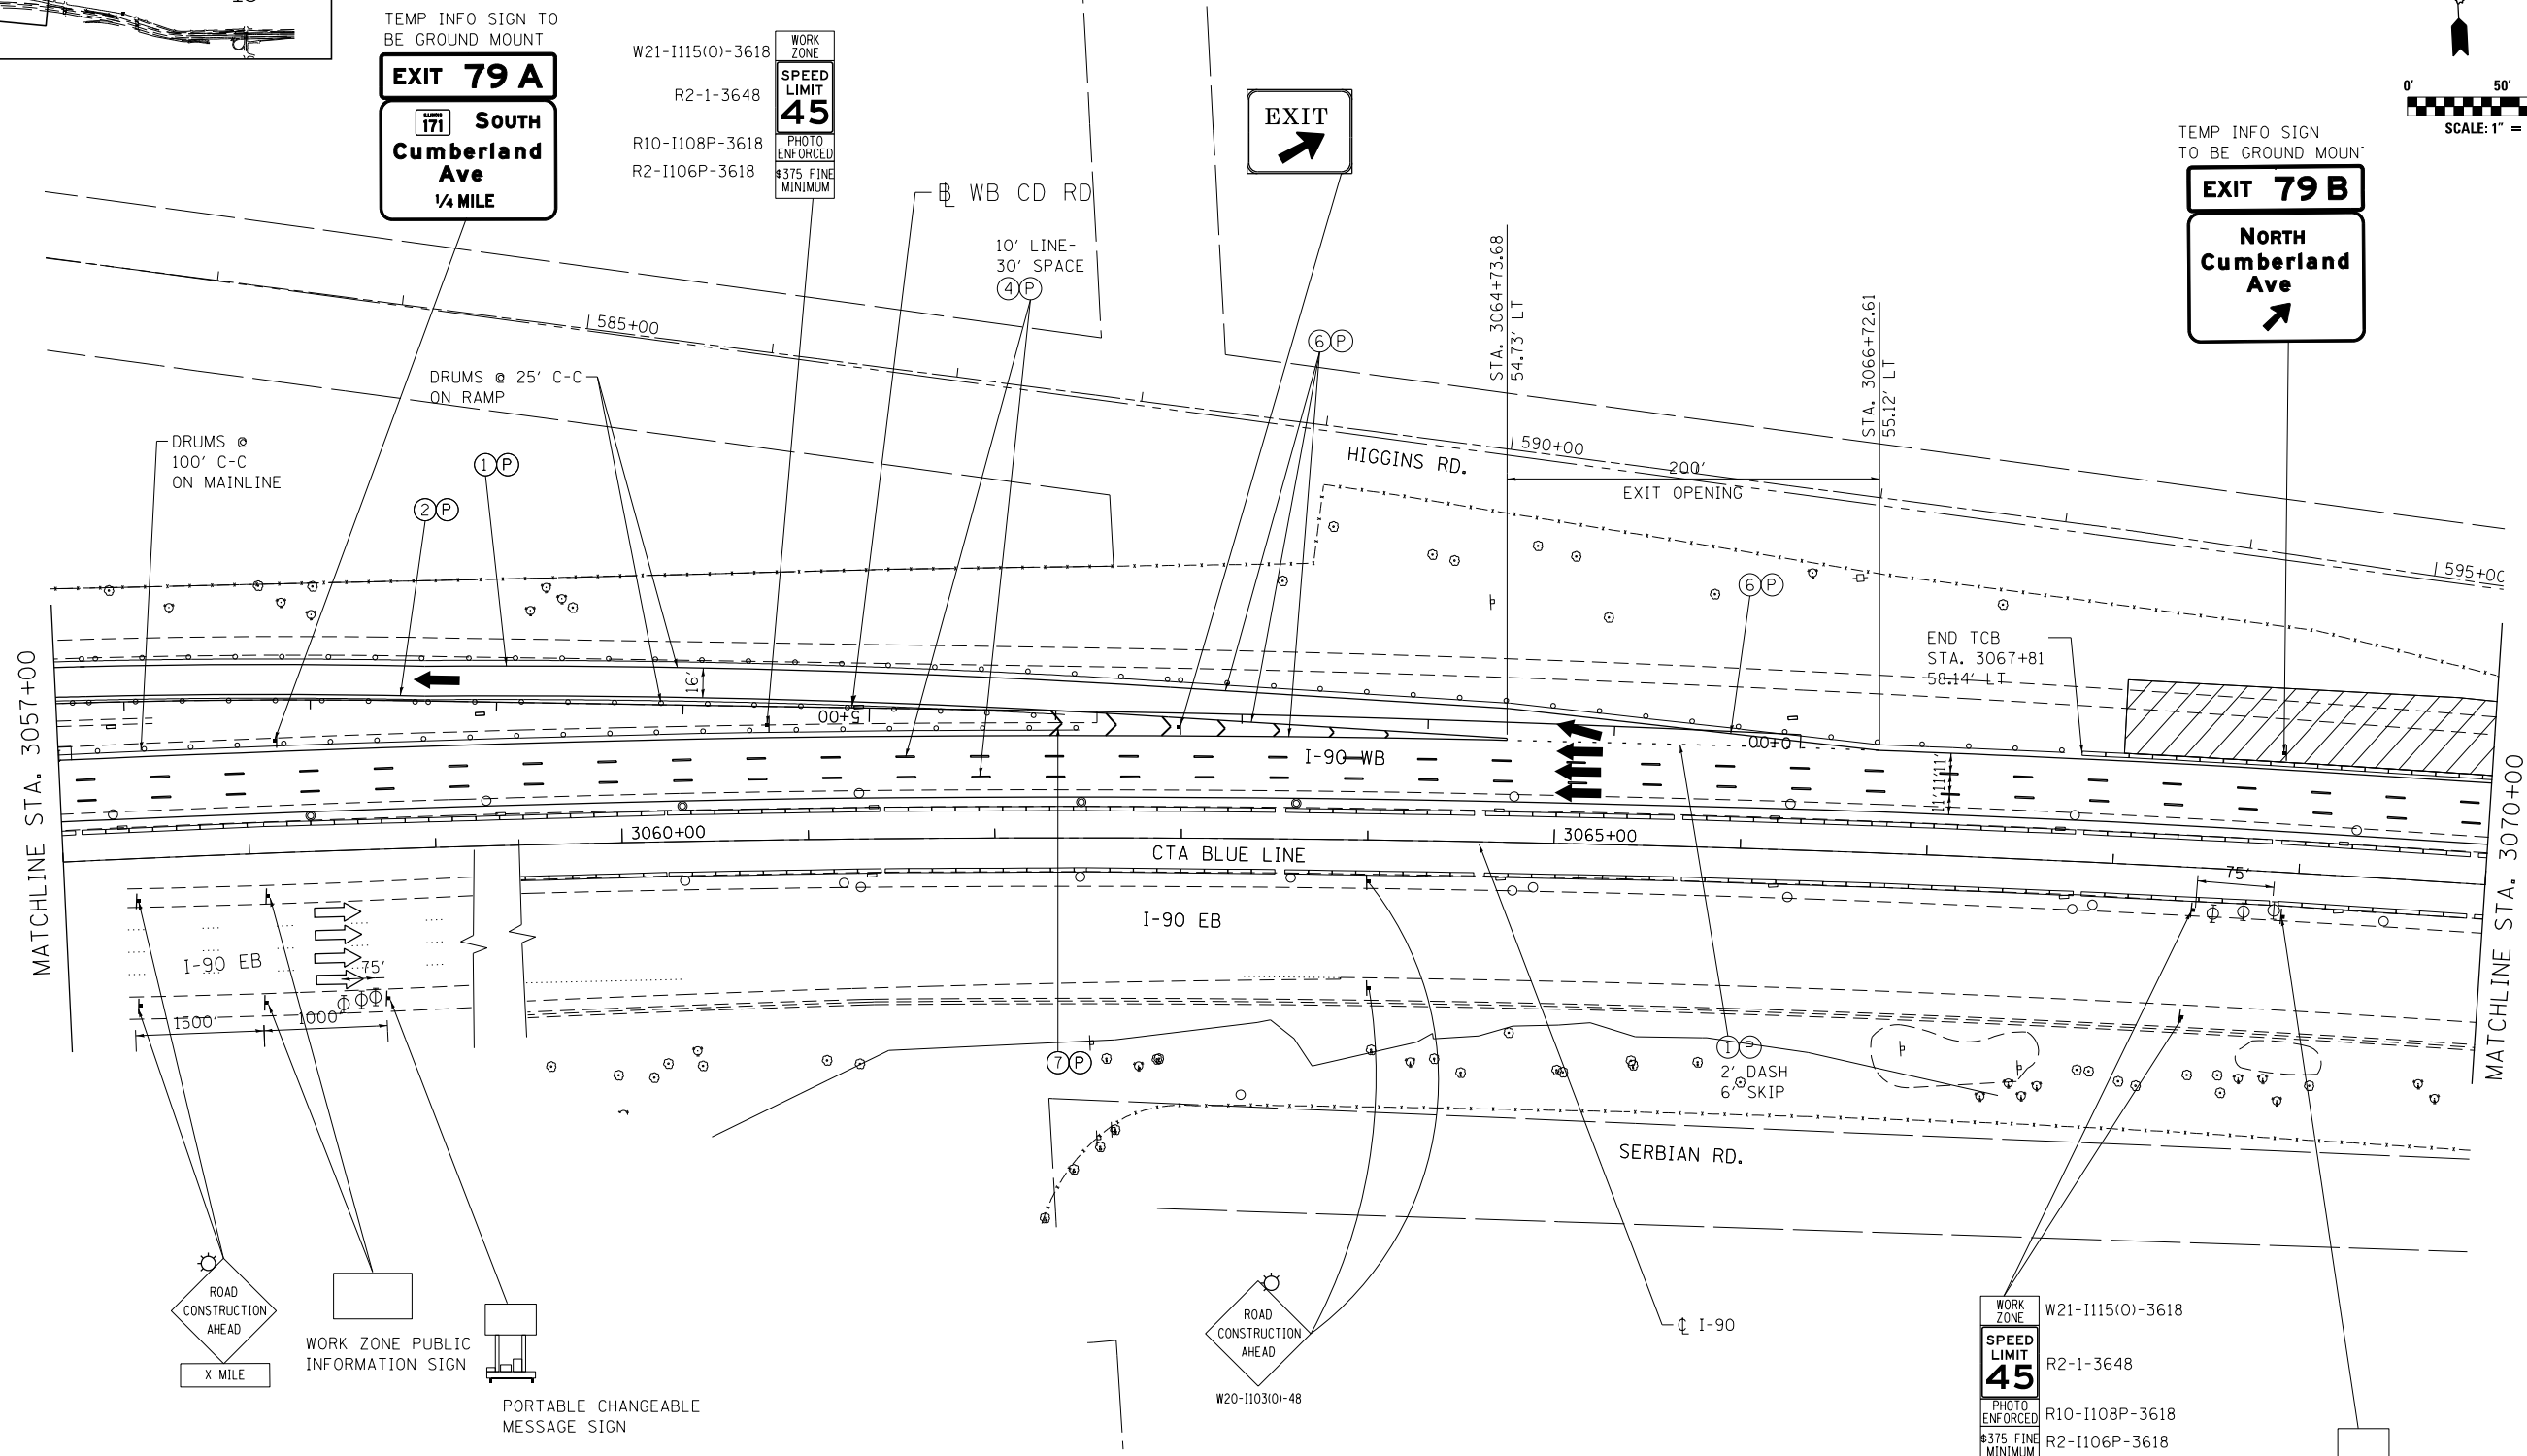 TEMP INFO SIGN TO
BE GROUND MOUNT
EXIT 79 A
ILLINOIS
171 SOUTH
Cumberland
Ave
1/4 MILE
W21-I115(O)-3618
R2-1-3648
R10-I108P-3618
R2-I106P-3618
WORK
ZONE
SPEED
LIMIT
45
PHOTO
ENFORCED
$375 FINE
MINIMUM
EXIT
0' 50'
SCALE: 1" =
TEMP INFO SIGN
TO BE GROUND MOUN
EXIT 79 B
NORTH
Cumberland
Ave
WB CD RD
10' LINE-
30' SPACE
4 P
STA. 3064+73.68
54.73' LT
STA. 3066+72.61
55.12' LT
585+00
6 P
DRUMS @ 25' C-C
ON RAMP
DRUMS @
100' C-C
ON MAINLINE
1 P
2 P
HIGGINS RD.
590+00
200'
EXIT OPENING
595+00
6 P
END TCB
STA. 3067+81
58.14' LT
MATCHLINE STA. 3057+00
16'
5+00
0+00
I-90 WB
11' 11' 11'
3060+00
3065+00
CTA BLUE LINE
I-90 EB
75'
MATCHLINE STA. 3070+00
I-90 EB
75'
1500'
1000'
7 P
1 P
2' DASH
6' SKIP
SERBIAN RD.
ROAD
CONSTRUCTION
AHEAD
X MILE
WORK ZONE PUBLIC
INFORMATION SIGN
PORTABLE CHANGEABLE
MESSAGE SIGN
ROAD
CONSTRUCTION
AHEAD
W20-I103(0)-48
℄ I-90
WORK
ZONE
SPEED
LIMIT
45
PHOTO
ENFORCED
$375 FINE
MINIMUM
W21-I115(O)-3618
R2-1-3648
R10-I108P-3618
R2-I106P-3618